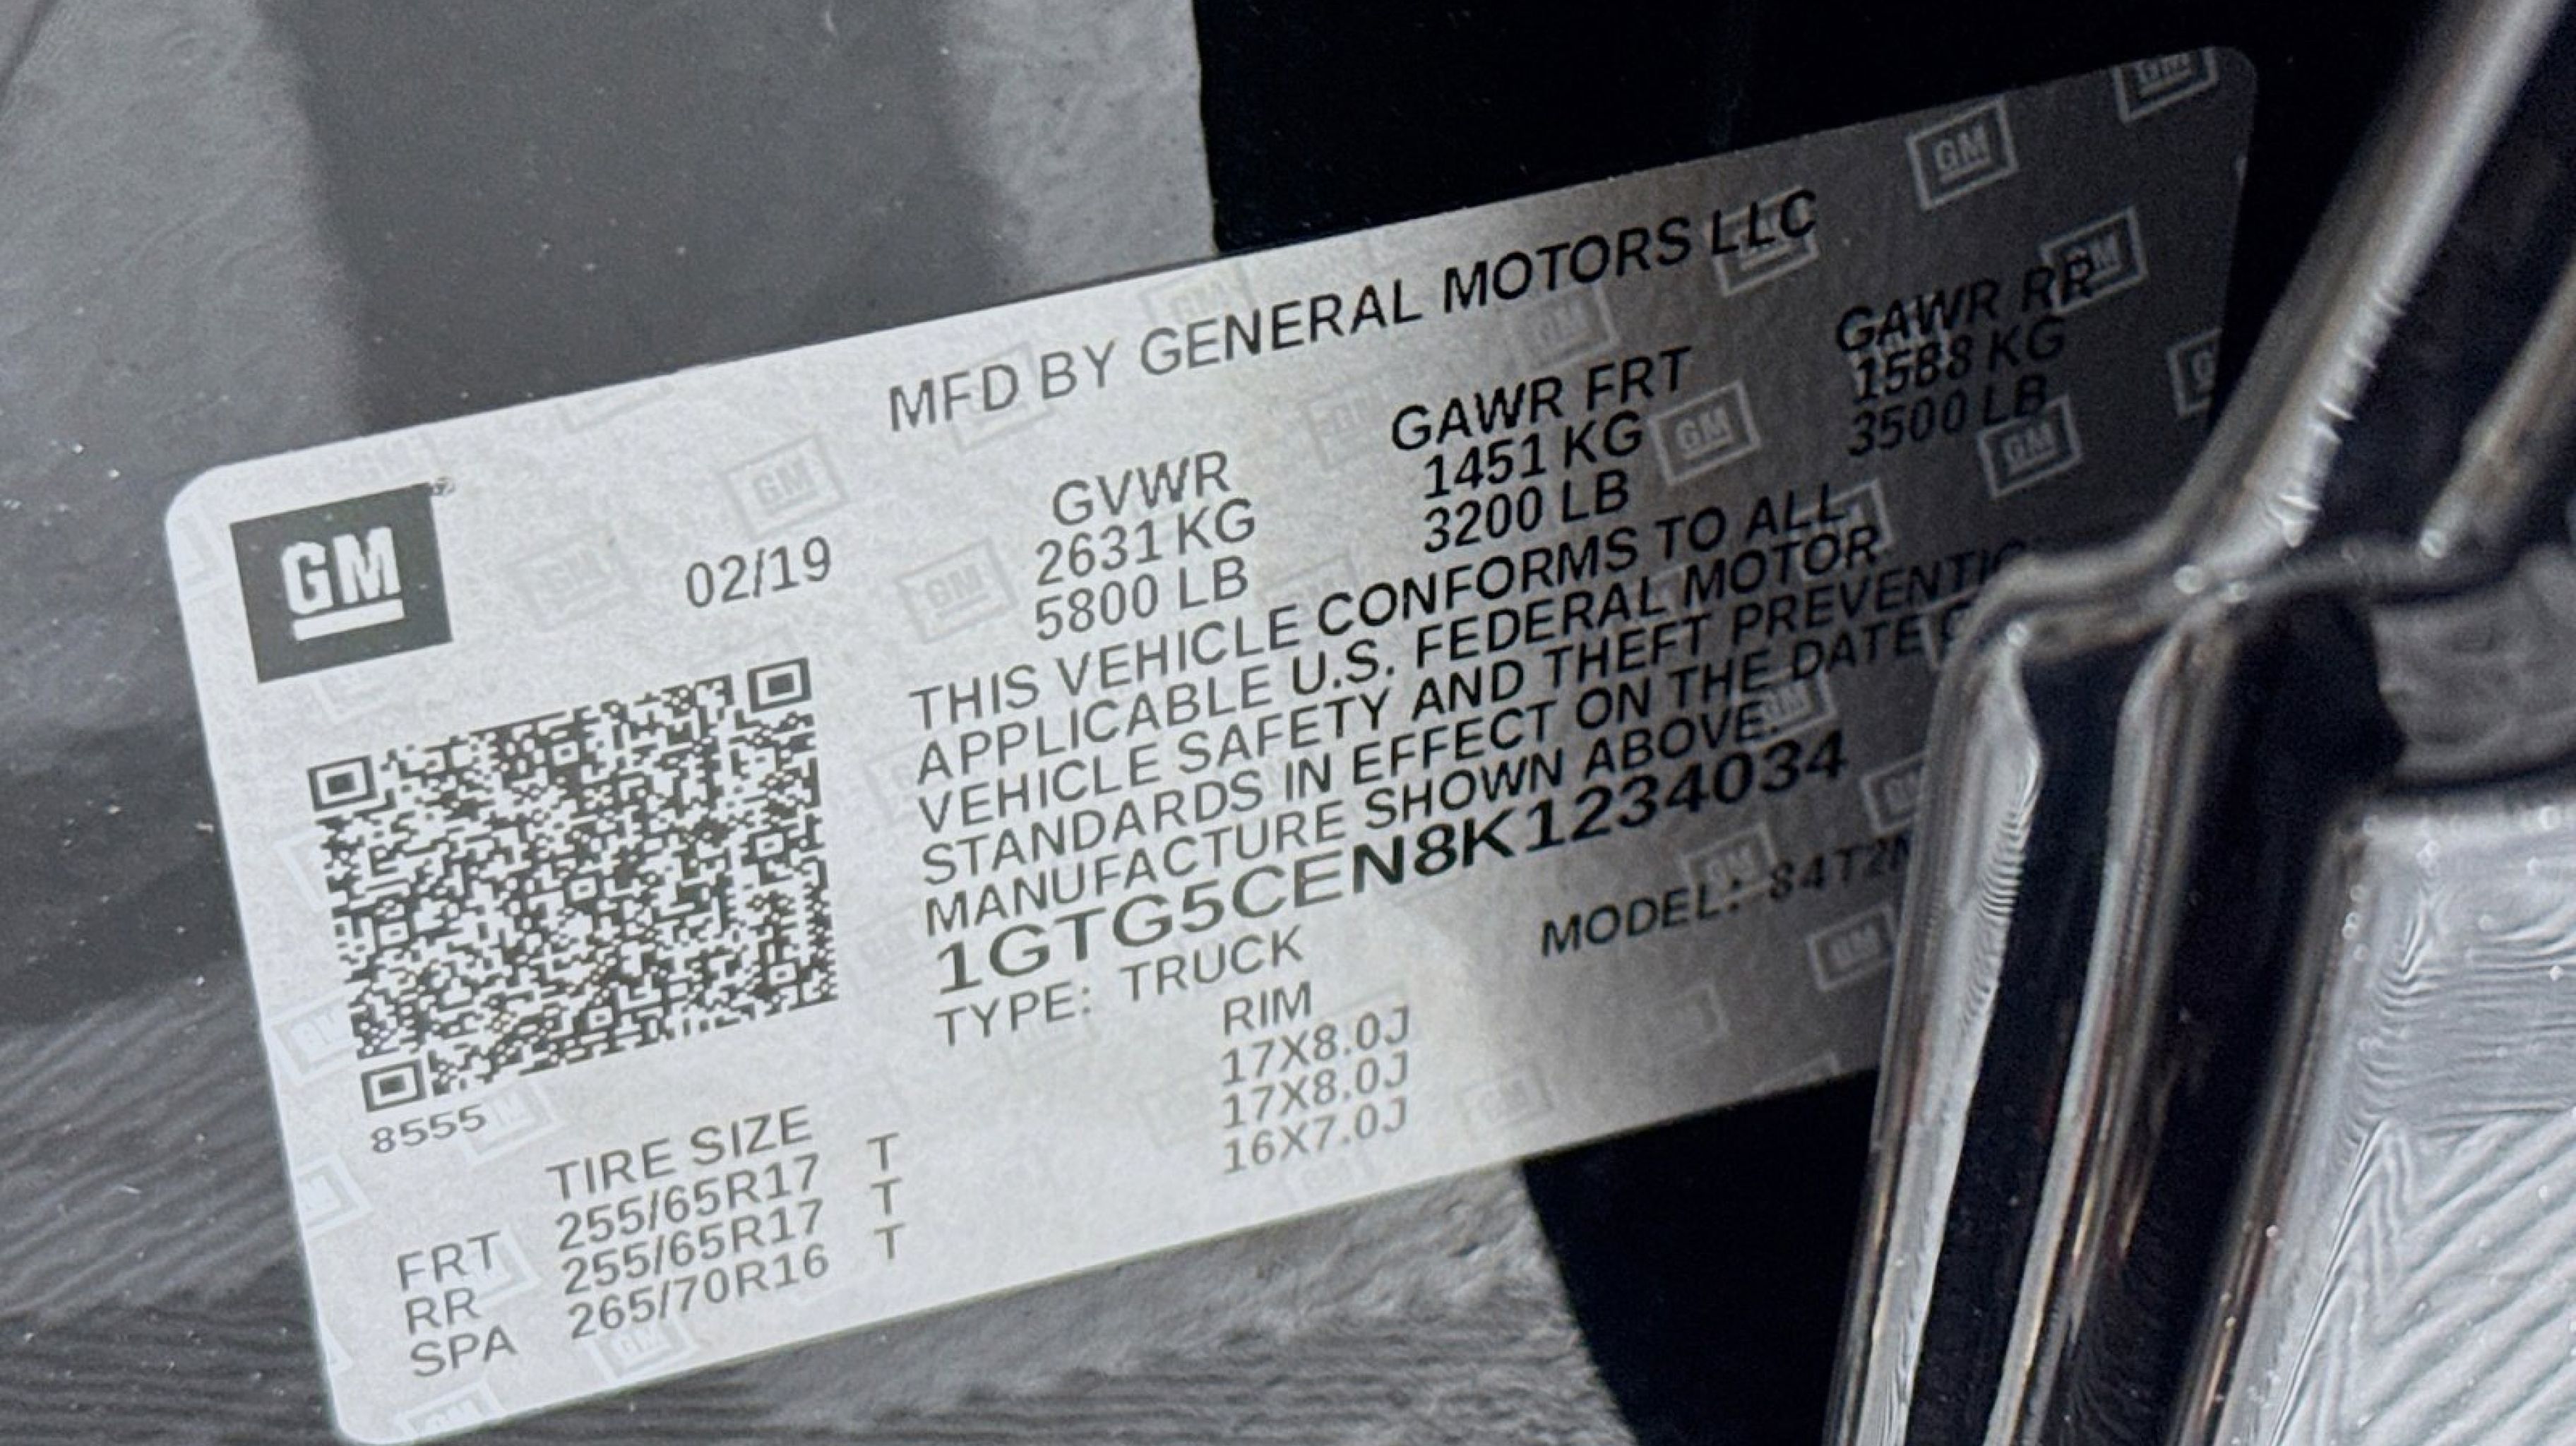 MFD BY GENERAL MOTORS LLC
GM
02/19
GVWR GAWR FRT GAWR RR
2631 KG 1451 KG 1588 KG
5800 LB 3200 LB 3500 LB
THIS VEHICLE CONFORMS TO ALL
APPLICABLE U.S. FEDERAL MOTOR
VEHICLE SAFETY AND THEFT PREVENTI
STANDARDS IN EFFECT ON THE DATE
MANUFACTURE SHOWN ABOVE.
1GTG5CEN8K1234034
TYPE: TRUCK MODEL: 84T2
8555
TIRE SIZE RIM
FRT 255/65R17 T 17X8.0J
RR 255/65R17 T 17X8.0J
SPA 265/70R16 T 16X7.0J